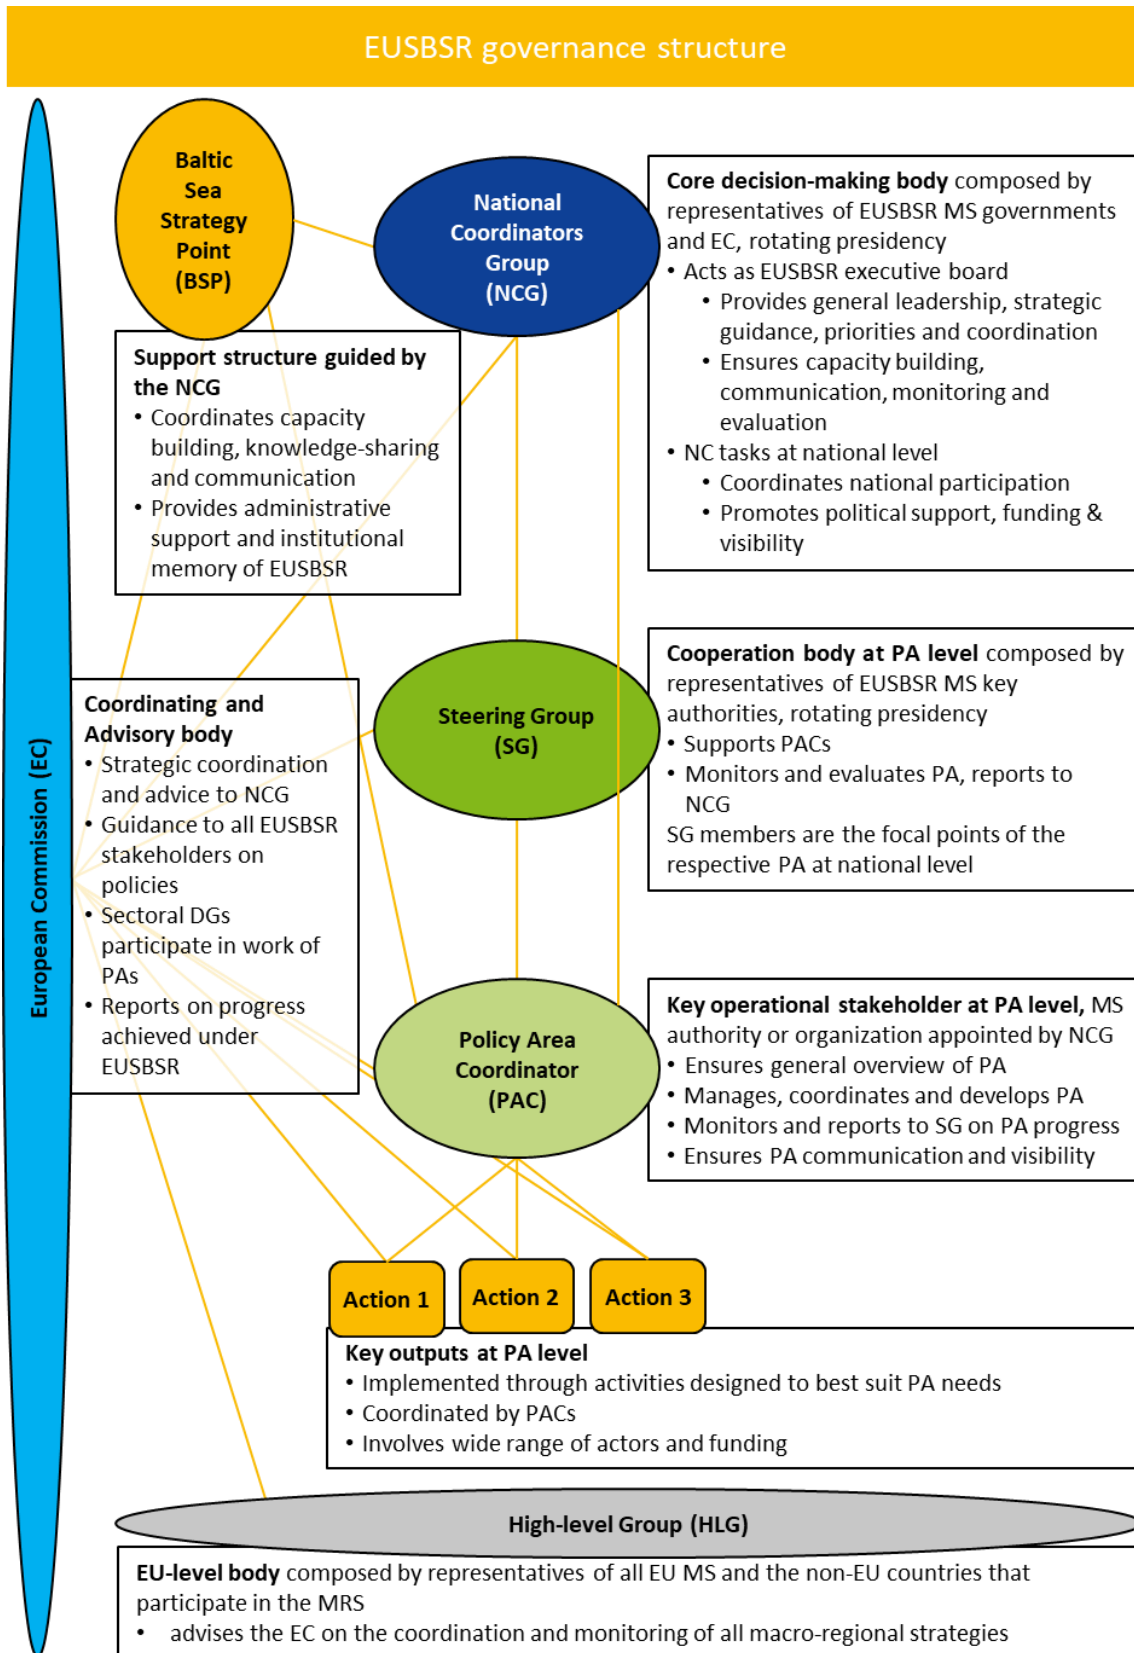 EUSBSR governance structure
Baltic
Sea
Strategy
Point
(BSP)
National
Coordinators
Group
(NCG)
Core decision-making body composed by
representatives of EUSBSR MS governments
and EC, rotating presidency
• Acts as EUSBSR executive board
• Provides general leadership, strategic
guidance, priorities and coordination
• Ensures capacity building,
communication, monitoring and
evaluation
• NC tasks at national level
• Coordinates national participation
• Promotes political support, funding &
visibility
Support structure guided by
the NCG
• Coordinates capacity
building, knowledge-sharing
and communication
• Provides administrative
support and institutional
memory of EUSBSR
European Commission (EC)
Coordinating and
Advisory body
• Strategic coordination
and advice to NCG
• Guidance to all EUSBSR
stakeholders on
policies
• Sectoral DGs
participate in work of
PAs
• Reports on progress
achieved under
EUSBSR
Steering Group
(SG)
Cooperation body at PA level composed by
representatives of EUSBSR MS key
authorities, rotating presidency
• Supports PACs
• Monitors and evaluates PA, reports to
NCG
SG members are the focal points of the
respective PA at national level
Policy Area
Coordinator
(PAC)
Key operational stakeholder at PA level, MS
authority or organization appointed by NCG
• Ensures general overview of PA
• Manages, coordinates and develops PA
• Monitors and reports to SG on PA progress
• Ensures PA communication and visibility
Action 1
Action 2
Action 3
Key outputs at PA level
• Implemented through activities designed to best suit PA needs
• Coordinated by PACs
• Involves wide range of actors and funding
High-level Group (HLG)
EU-level body composed by representatives of all EU MS and the non-EU countries that
participate in the MRS
• advises the EC on the coordination and monitoring of all macro-regional strategies